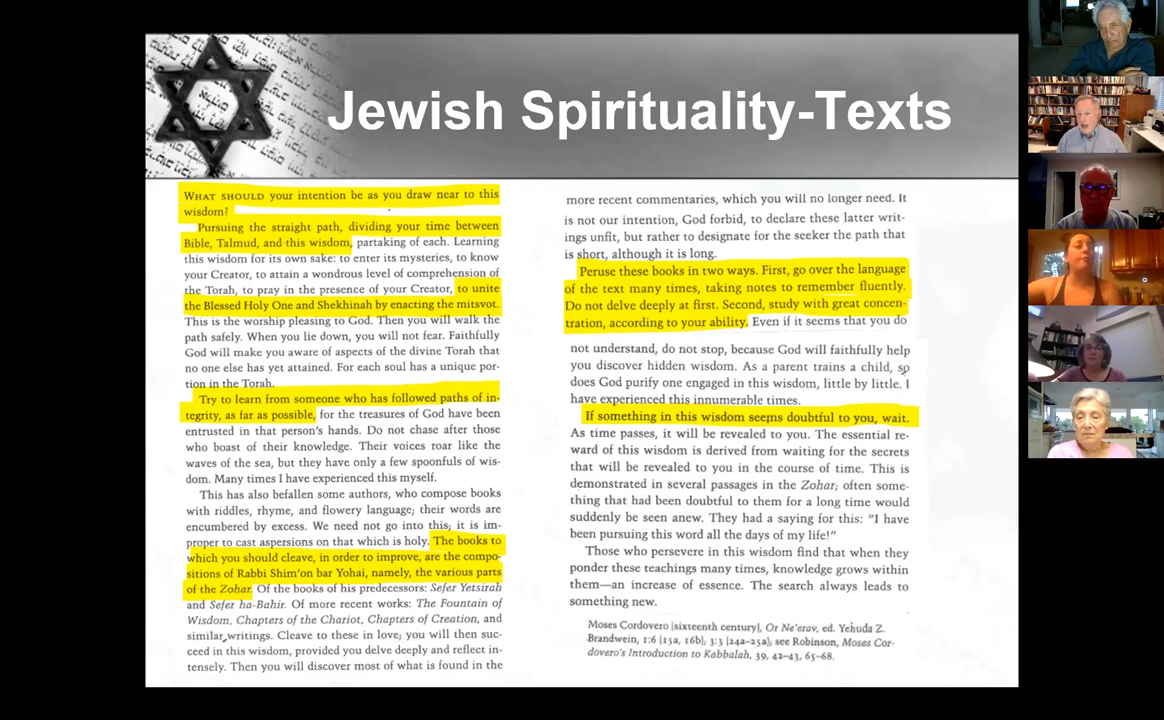 Jewish Spirituality-Texts
WHAT SHOULD your intention be as you draw near to this
wisdom?
Pursuing the straight path, dividing your time between
Bible, Talmud, and this wisdom, partaking of each. Learning
this wisdom for its own sake: to enter its mysteries, to know
your Creator, to attain a wondrous level of comprehension of
the Torah, to pray in the presence of your Creator, to unite
the Blessed Holy One and Shekhinah by enacting the mitsvot.
This is the worship pleasing to God. Then you will walk the
path safely. When you lie down, you will not fear. Faithfully
God will make you aware of aspects of the divine Torah that
no one else has yet attained. For each soul has a unique por-
tion in the Torah.
Try to learn from someone who has followed paths of in-
tegrity, as far as possible, for the treasures of God have been
entrusted in that person's hands. Do not chase after those
who boast of their knowledge. Their voices roar like the
waves of the sea, but they have only a few spoonfuls of wis-
dom. Many times I have experienced this myself.
This has also befallen some authors, who compose books
with riddles, rhyme, and flowery language; their words are
encumbered by excess. We need not go into this; it is im-
proper to cast aspersions on that which is holy. The books to
which you should cleave, in order to improve, are the compo-
sitions of Rabbi Shim'on bar Yohai, namely, the various parts
of the Zohar. Of the books of his predecessors: Sefer Yetsirah
and Sefer ha-Bahir. Of more recent works: The Fountain of
Wisdom, Chapters of the Chariot, Chapters of Creation, and
similar writings. Cleave to these in love; you will then suc-
ceed in this wisdom, provided you delve deeply and reflect in-
tensely. Then you will discover most of what is found in the
more recent commentaries, which you will no longer need. It
is not our intention, God forbid, to declare these latter writ-
ings unfit, but rather to designate for the seeker the path that
is short, although it is long.
Peruse these books in two ways. First, go over the language
of the text many times, taking notes to remember fluently.
Do not delve deeply at first. Second, study with great concen-
tration, according to your ability. Even if it seems that you do
not understand, do not stop, because God will faithfully help
you discover hidden wisdom. As a parent trains a child, so
does God purify one engaged in this wisdom, little by little. I
have experienced this innumerable times.
If something in this wisdom seems doubtful to you, wait.
As time passes, it will be revealed to you. The essential re-
ward of this wisdom is derived from waiting for the secrets
that will be revealed to you in the course of time. This is
demonstrated in several passages in the Zohar; often some-
thing that had been doubtful to them for a long time would
suddenly be seen anew. They had a saying for this: "I have
been pursuing this word all the days of my life!"
Those who persevere in this wisdom find that when they
ponder these teachings many times, knowledge grows within
them—an increase of essence. The search always leads to
something new.
Moses Cordovero [sixteenth century], Or Ne'erav, ed. Yehuda Z.
Brandwein, 1:6 [15a, 16b]; 3:3 [24a–25a]; see Robinson, Moses Cor-
dovero's Introduction to Kabbalah, 39, 42–43, 65–68.